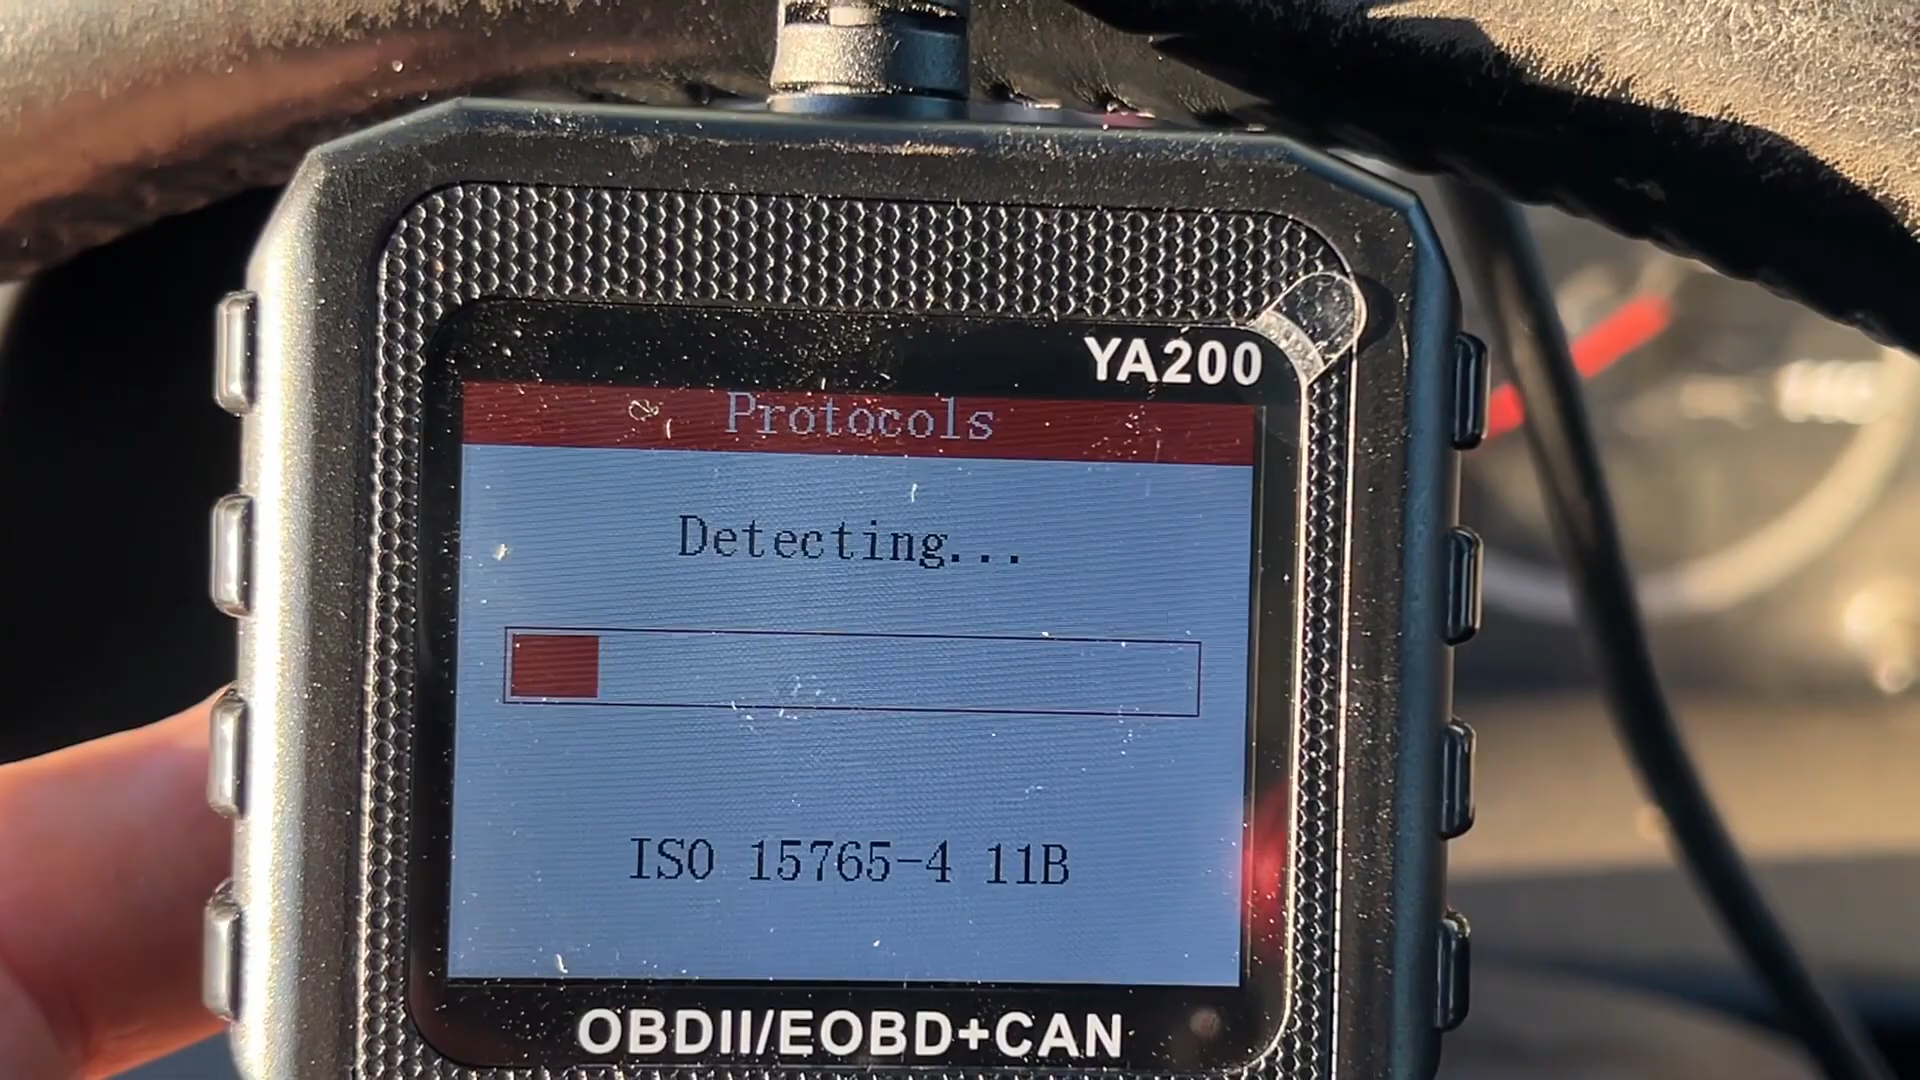 YA200
Protocols
Detecting...
ISO 15765-4 11B
OBDII/EOBD+CAN